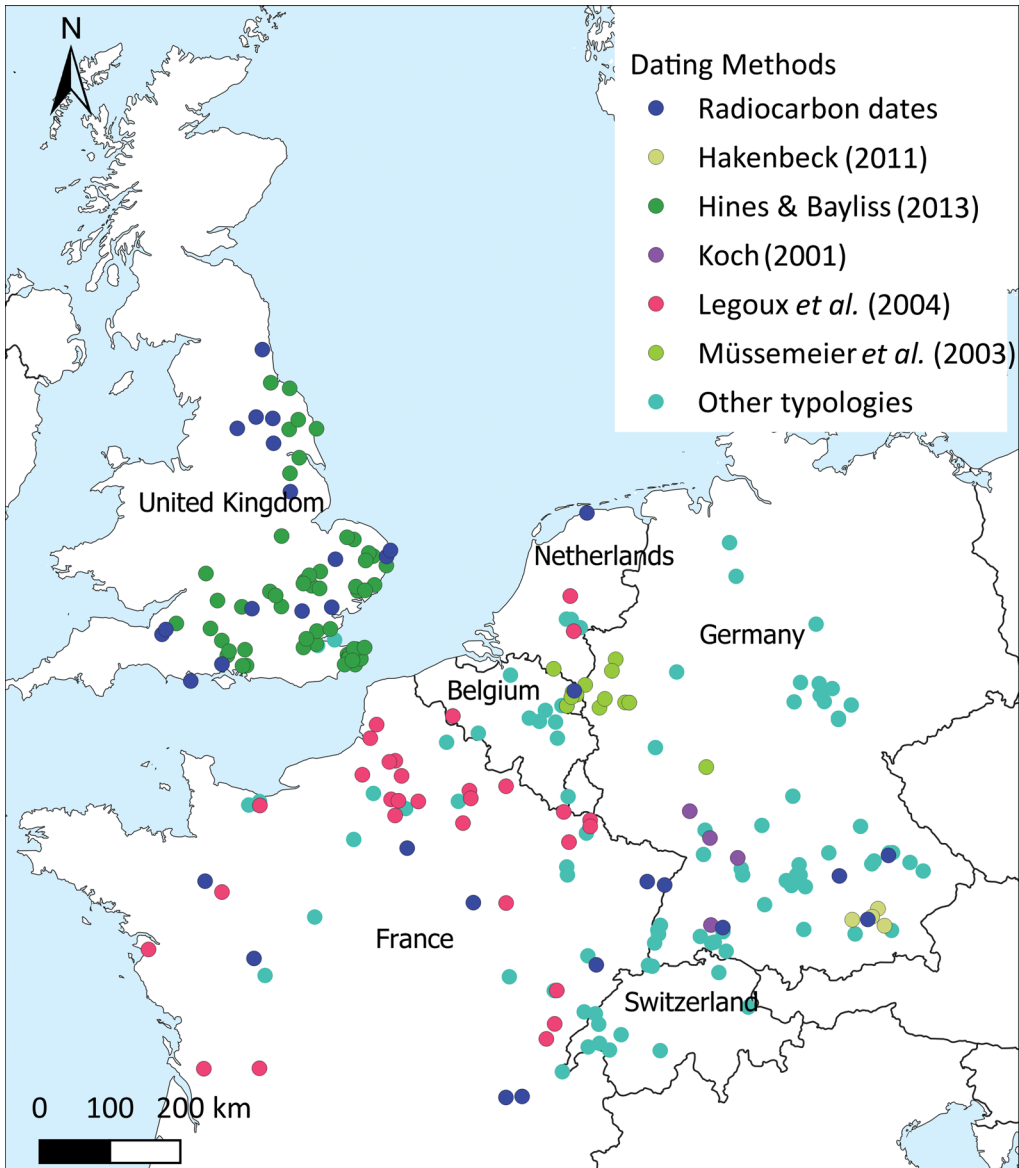 N
Dating Methods
Radiocarbon dates
Hakenbeck (2011)
Hines & Bayliss (2013)
Koch (2001)
Legoux et al. (2004)
Müssemeier et al. (2003)
Other typologies
United Kingdom
Netherlands
Germany
Belgium
France
Switzerland
0 100 200 km